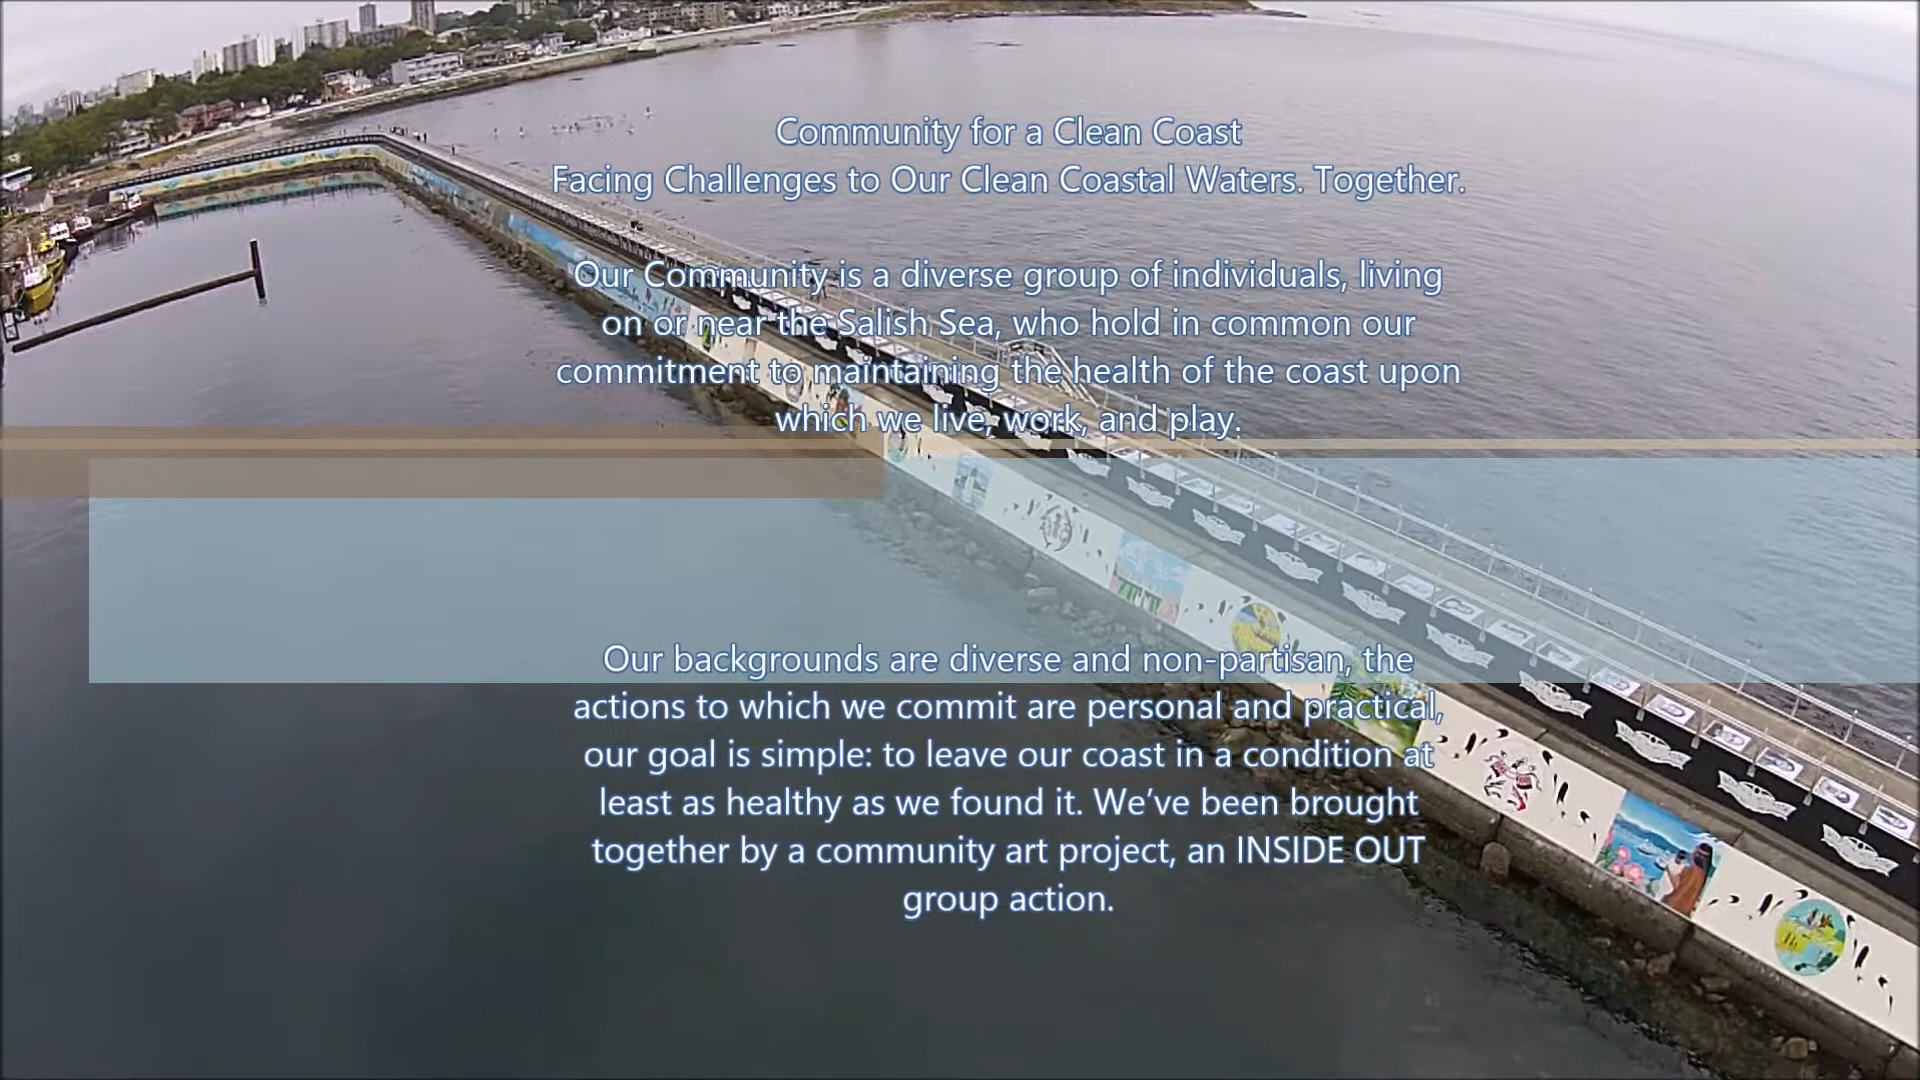 Community for a Clean Coast
Facing Challenges to Our Clean Coastal Waters. Together.
Our Community is a diverse group of individuals, living
on or near the Salish Sea, who hold in common our
commitment to maintaining the health of the coast upon
which we live, work, and play.
Our backgrounds are diverse and non-partisan, the
actions to which we commit are personal and practical,
our goal is simple: to leave our coast in a condition at
least as healthy as we found it. We’ve been brought
together by a community art project, an INSIDE OUT
group action.